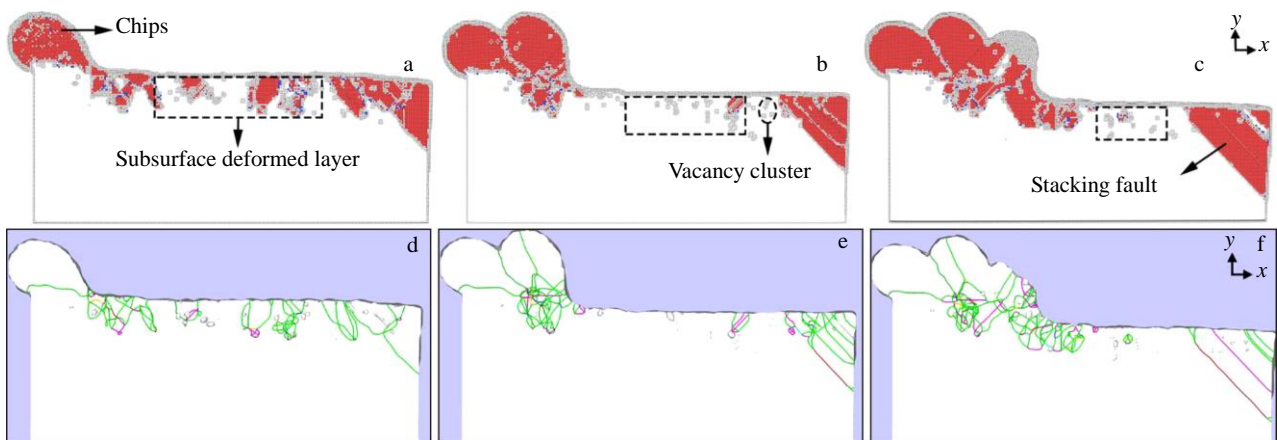 Chips
a
Subsurface deformed layer
b
Vacancy cluster
y
x
c
Stacking fault
d
e
y
x
f